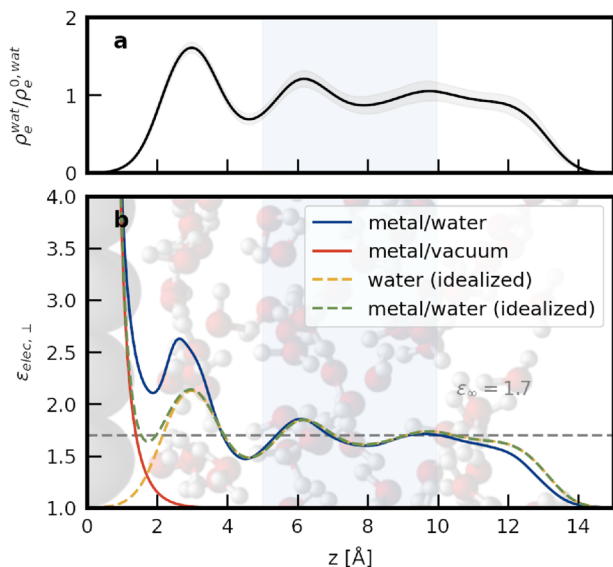 2
a
1
0
ρ_e^{wat}/ρ_e^{0,wat}
4.0
b
3.5
3.0
2.5
2.0
1.5
1.0
ε_{elec,⊥}
metal/water
metal/vacuum
water (idealized)
metal/water (idealized)
ε_∞ = 1.7
0 2 4 6 8 10 12 14
z [Å]